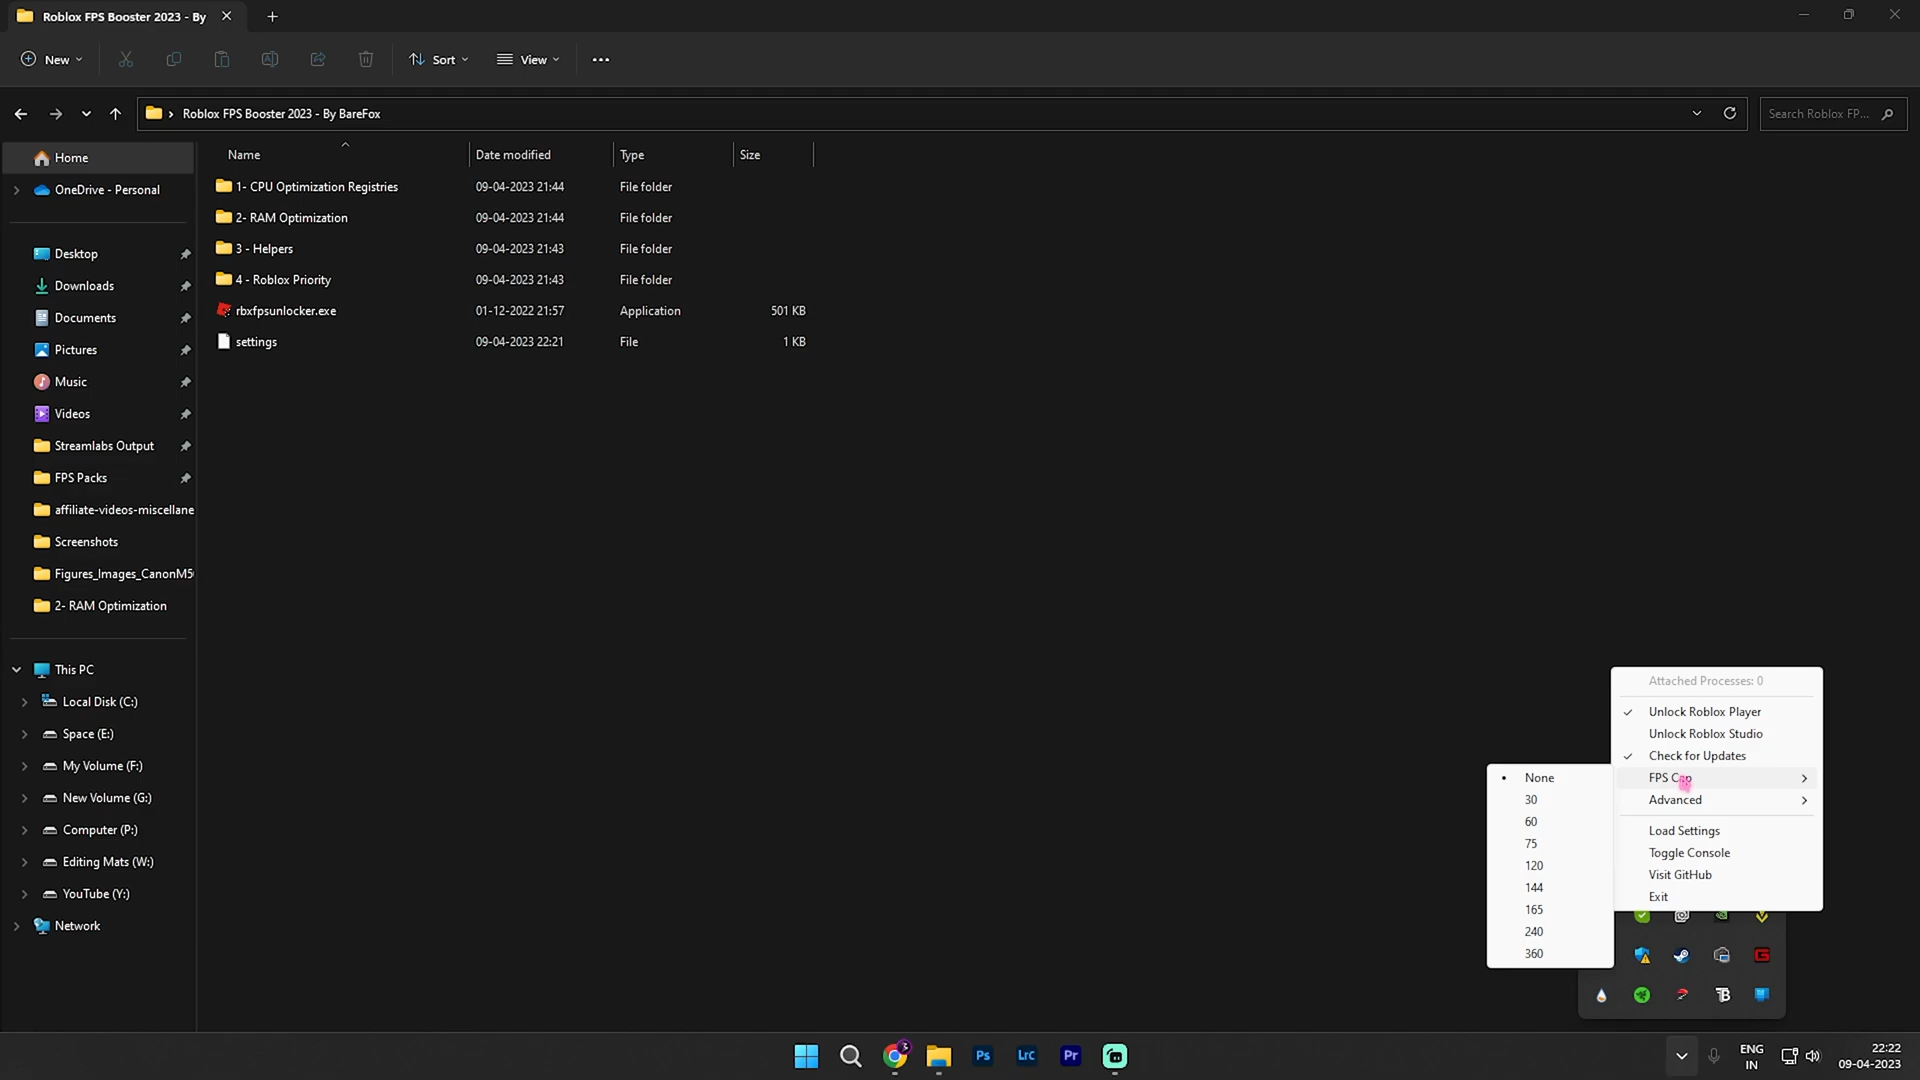 Roblox FPS Booster 2023 - By
New
Sort
View
Roblox FPS Booster 2023 - By BareFox
Search Roblox FP...
Name
Date modified
Type
Size
Home
OneDrive - Personal
1- CPU Optimization Registries
09-04-2023 21:44
File folder
2- RAM Optimization
09-04-2023 21:44
File folder
3 - Helpers
09-04-2023 21:43
File folder
4 - Roblox Priority
09-04-2023 21:43
File folder
rbxfpsunlocker.exe
01-12-2022 21:57
Application
501 KB
settings
09-04-2023 22:21
File
1 KB
Desktop
Downloads
Documents
Pictures
Music
Videos
Streamlabs Output
FPS Packs
affiliate-videos-miscellane
Screenshots
Figures_Images_CanonM5
2- RAM Optimization
This PC
Local Disk (C:)
Space (E:)
My Volume (F:)
New Volume (G:)
Computer (P:)
Editing Mats (W:)
YouTube (Y:)
Network
Attached Processes: 0
Unlock Roblox Player
Unlock Roblox Studio
Check for Updates
FPS Cap
Advanced
Load Settings
Toggle Console
Visit GitHub
Exit
None
30
60
75
120
144
165
240
360
3
Ps
LrC
Pr
ENG
IN
22:22
09-04-2023